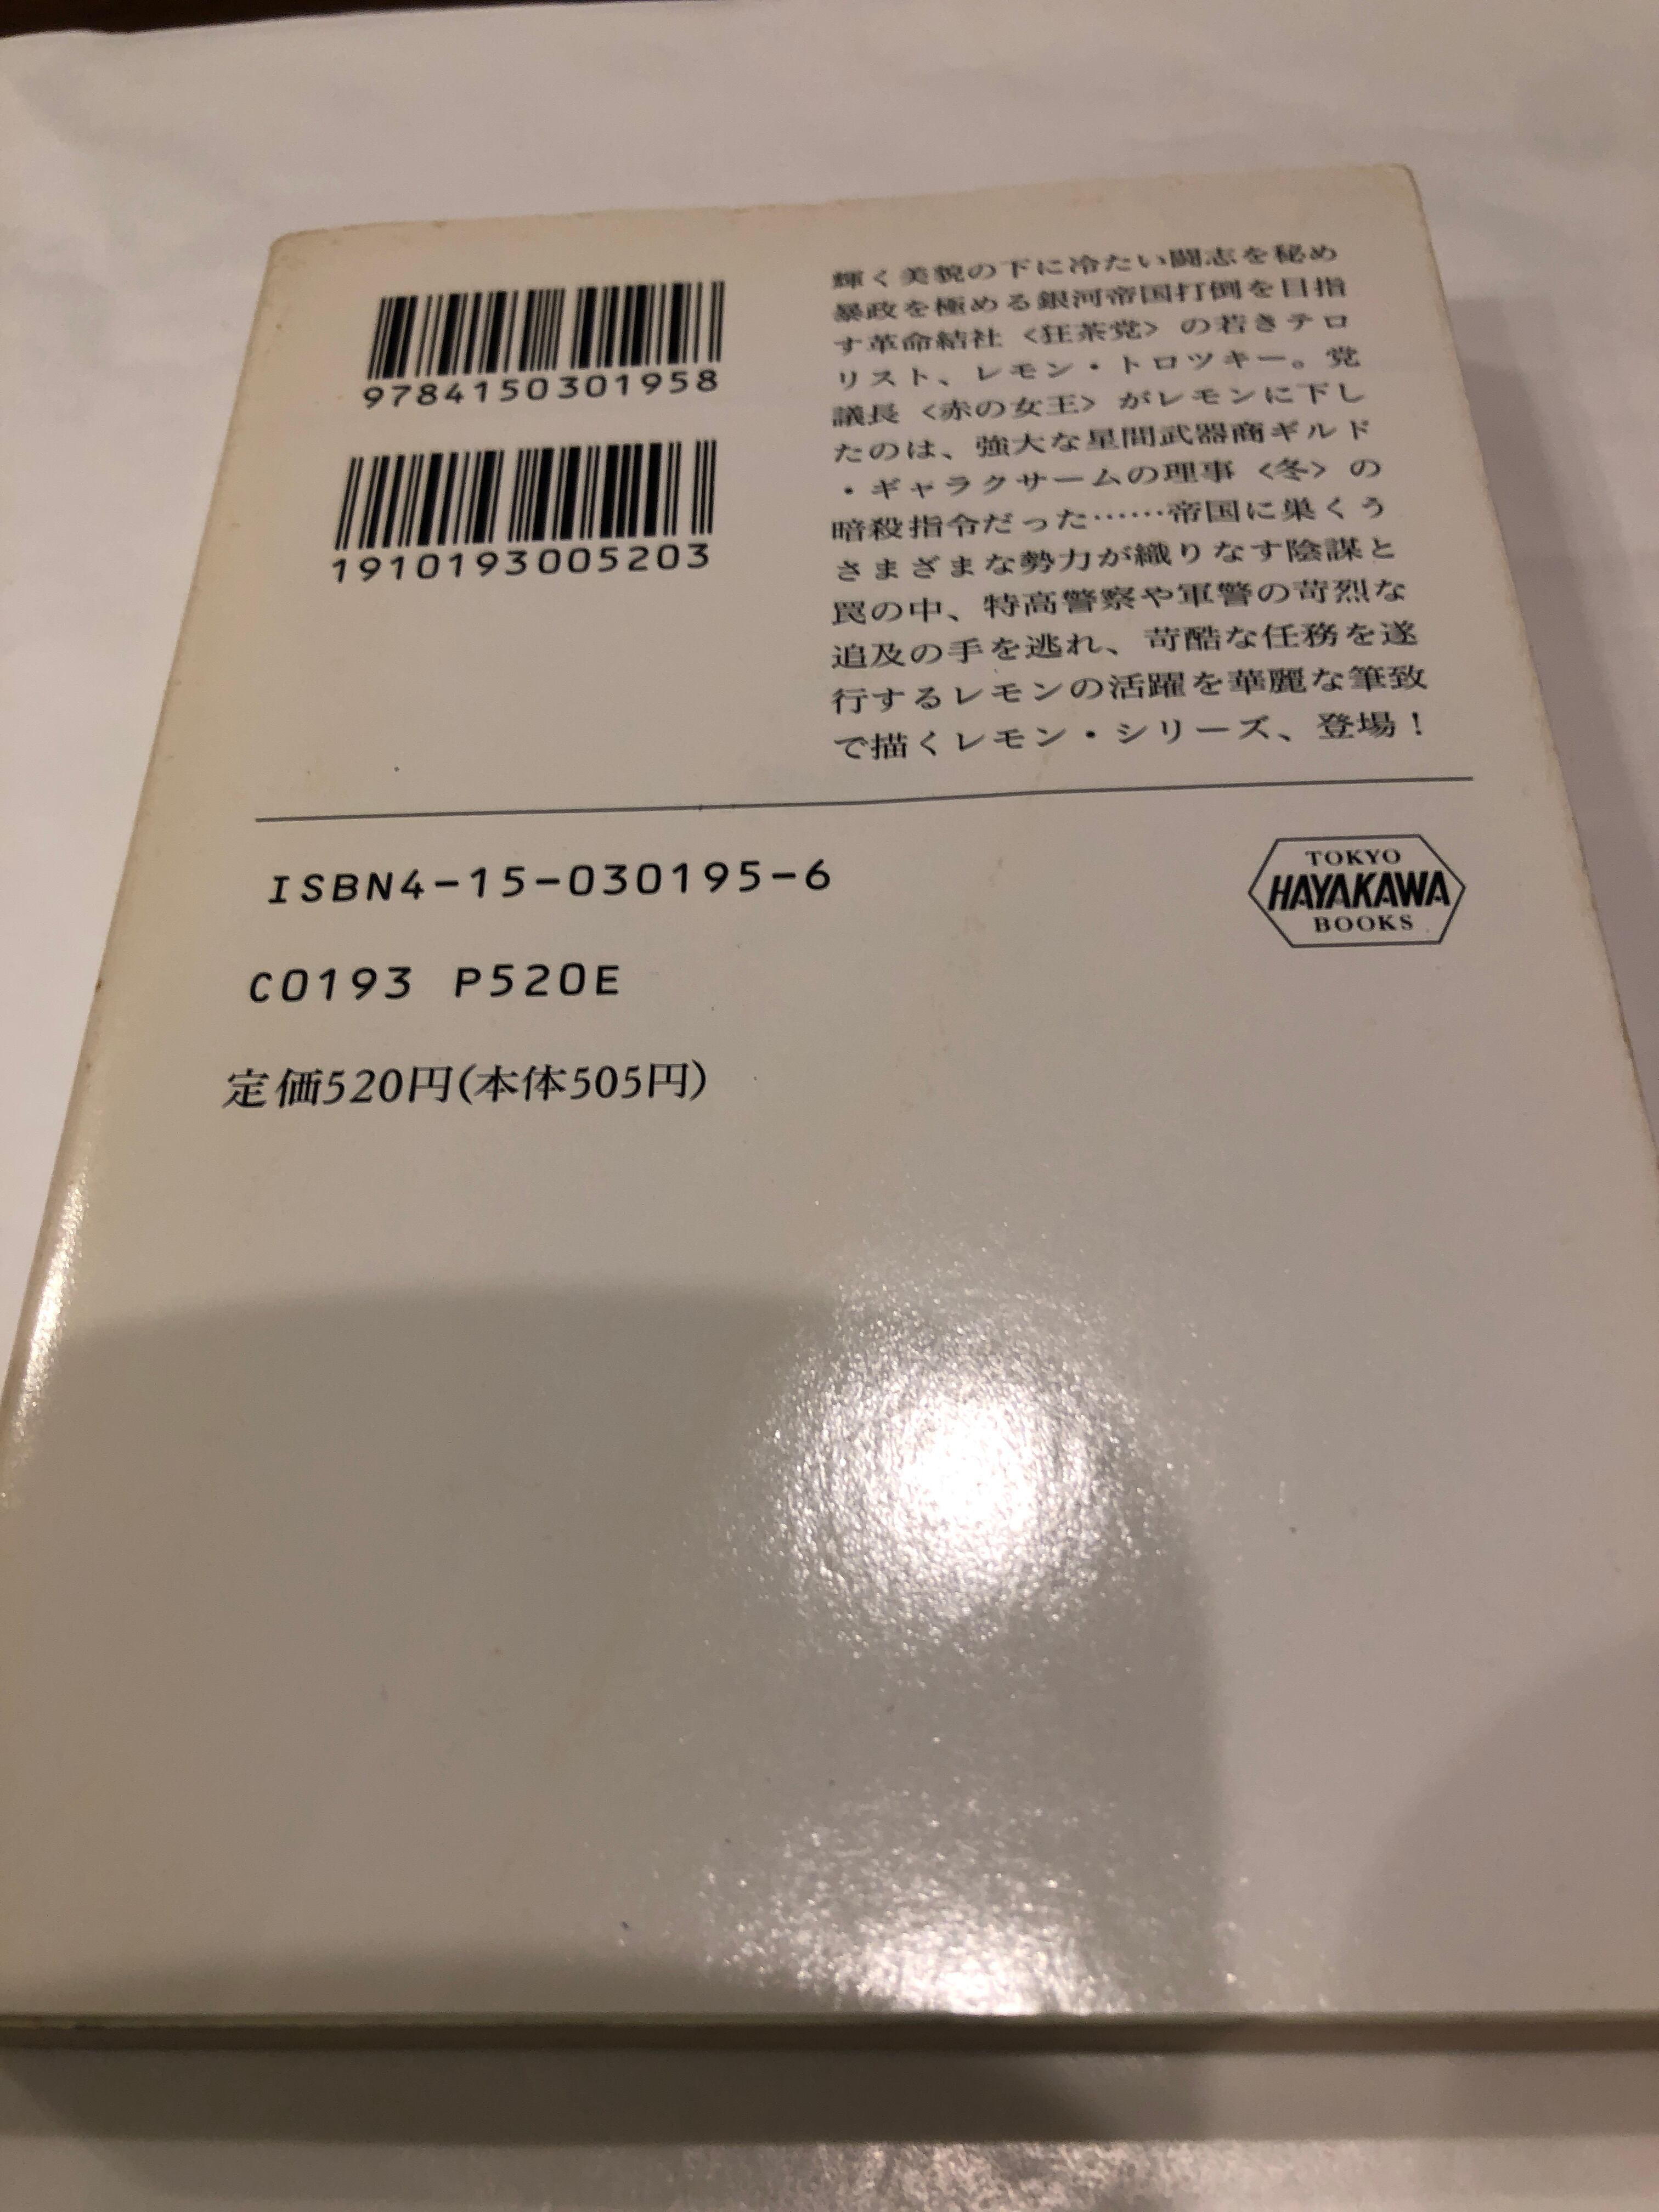 9784150301958
1910193005203
輝く美貌の下に冷たい闘志を秘め
暴政を極める銀河帝国打倒を目指
す革命結社〈狂茶党〉の若きテロ
リスト、レモン・トロツキー。党
議長〈赤の女王〉がレモンに下し
たのは、強大な星間武器商ギルド
・ギャラクサームの理事〈冬〉の
暗殺指令だった……帝国に巣くう
さまざまな勢力が織りなす陰謀と
罠の中、特高警察や軍警の苛烈な
追及の手を逃れ、苛酷な任務を遂
行するレモンの活躍を華麗な筆致
で描くレモン・シリーズ、登場！
ISBN4-15-030195-6
C0193 P520E
定価520円(本体505円)
TOKYO
HAYAKAWA
BOOKS